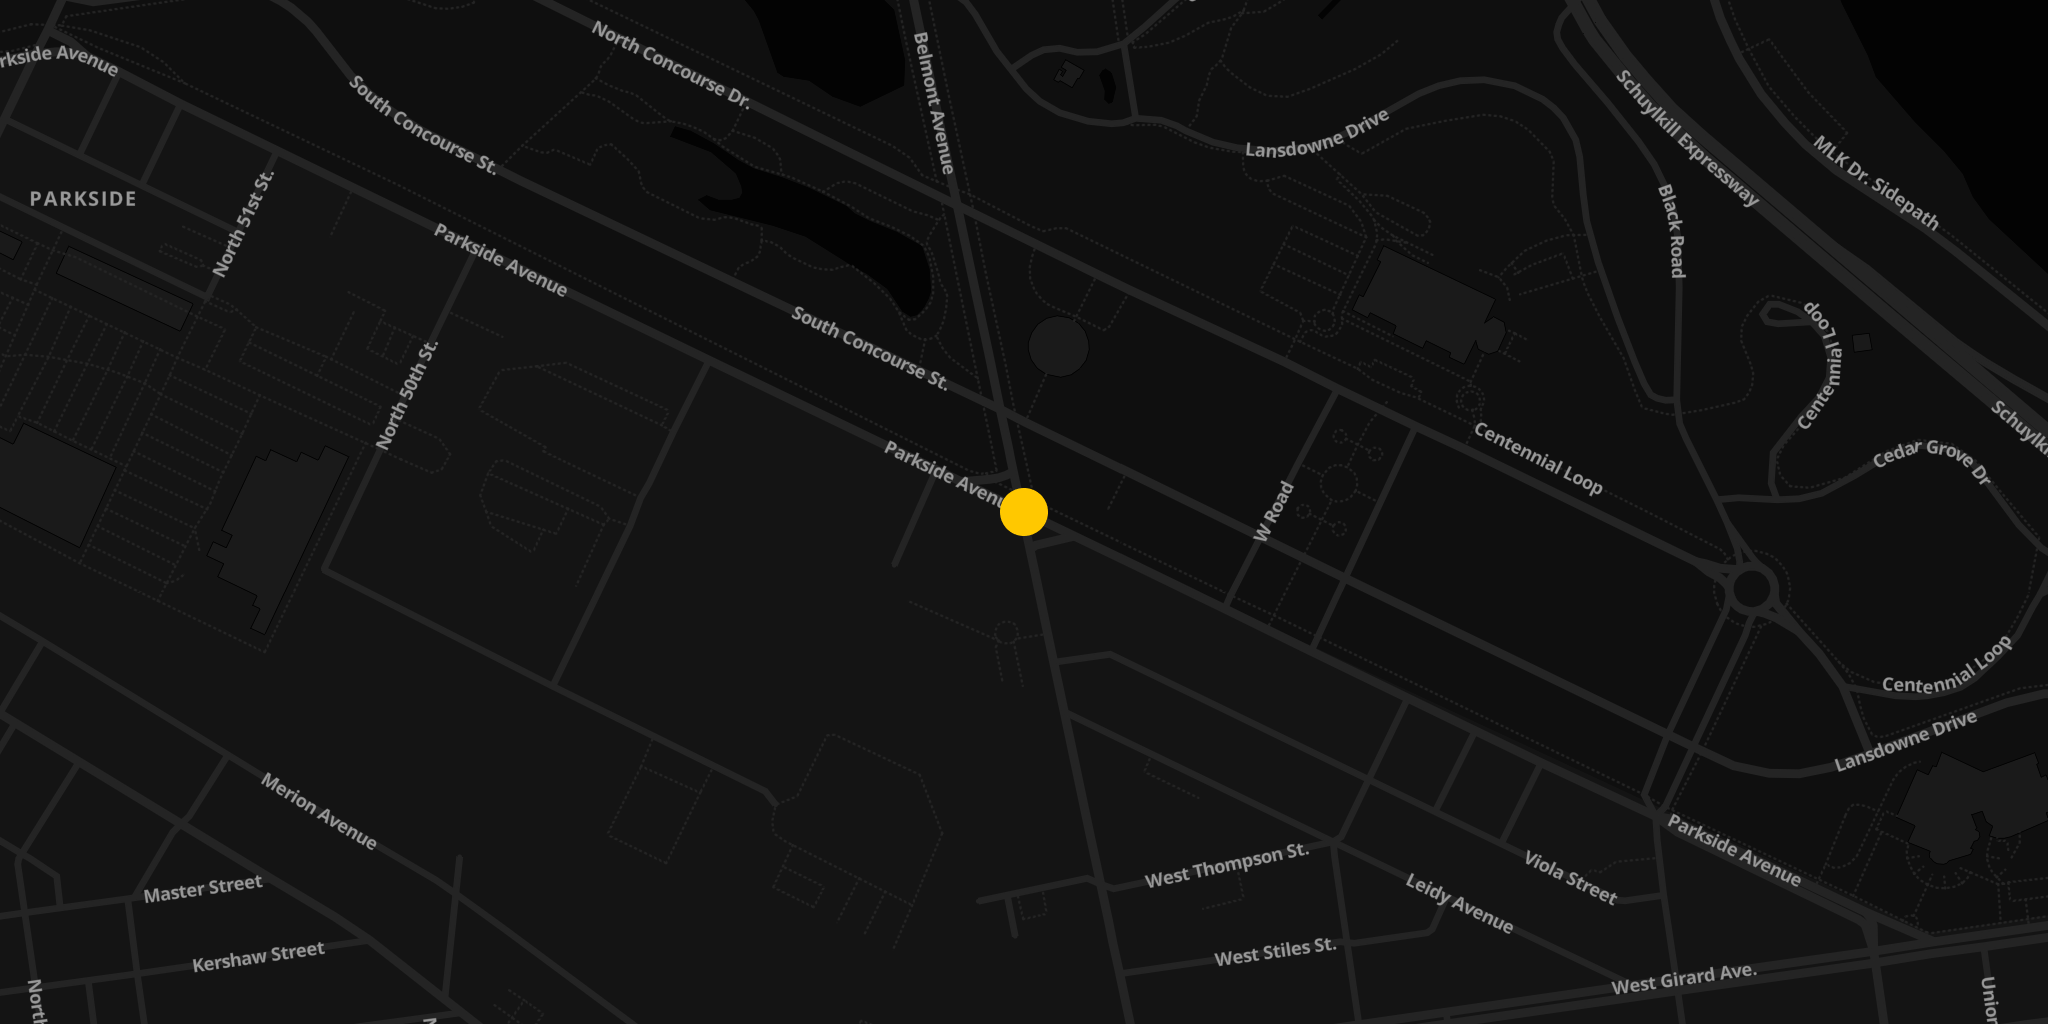 North Concourse Dr.
Belmont Avenue
rkside Avenue
South Concourse St.
Schuylkill Expressway
Lansdowne Drive
MLK Dr. Sidepath
PARKSIDE
North 51st St.
Black Road
Parkside Avenue
South Concourse St.
Centennial Loop
North 50th St.
Schuylk
Centennial Loop
Cedar Grove Dr
Parkside Avenu
W Road
Centennial Loop
Lansdowne Drive
Merion Avenue
Parkside Avenue
West Thompson St.
Viola Street
Master Street
Leidy Avenue
Kershaw Street
West Stiles St.
West Girard Ave.
North
Union